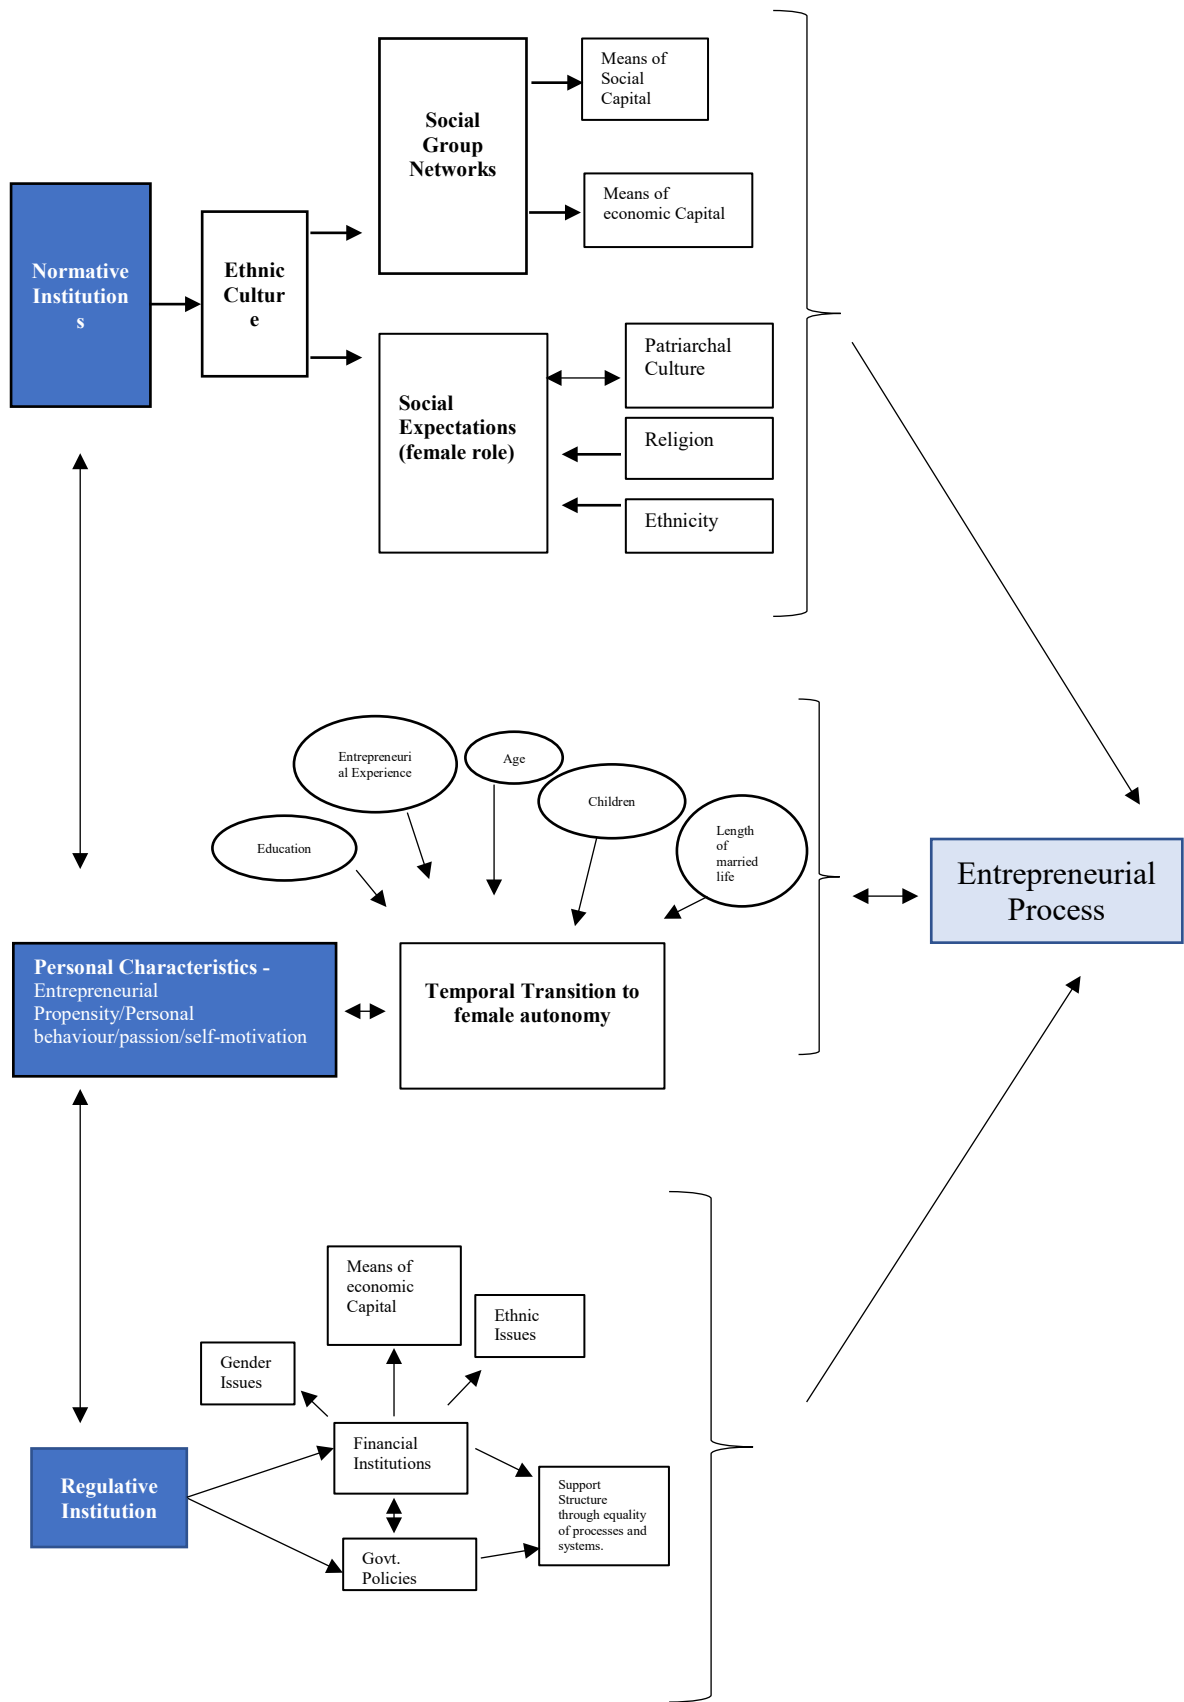 Means of
Social
Capital
Social
Group
Networks
Means of
economic Capital
Normative
Institution
s
Ethnic
Cultur
e
Patriarchal
Culture
Social
Expectations
(female role)
Religion
Ethnicity
Entrepreneuri
al Experience
Age
Children
Education
Length
of
married
life
Entrepreneurial
Process
Personal Characteristics -
Entrepreneurial
Propensity/Personal
behaviour/passion/self-motivation
Temporal Transition to
female autonomy
Means of
economic
Capital
Ethnic
Issues
Gender
Issues
Financial
Institutions
Regulative
Institution
Support
Structure
through equality
of processes and
systems.
Govt.
Policies